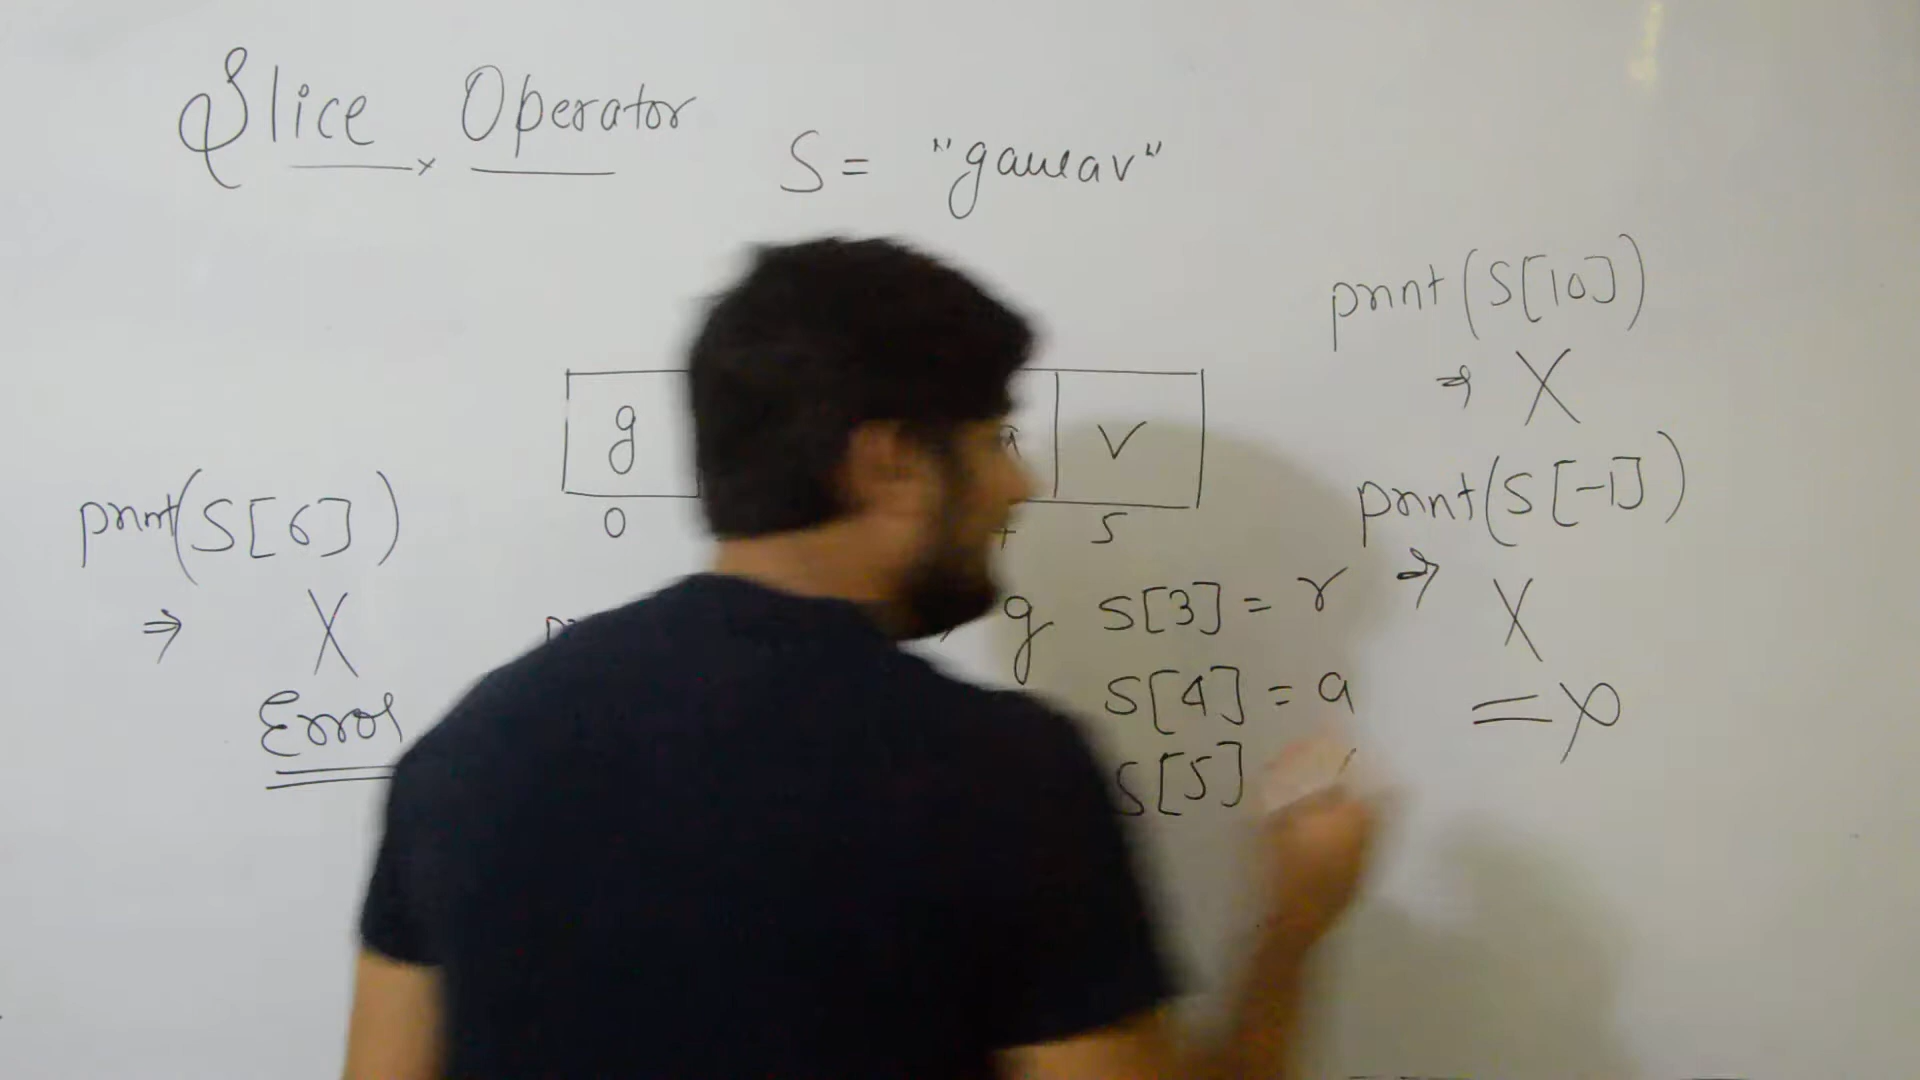 Slice Operator
S = "gaurav"
print(S[10])
⇒ X
g
v
0
5
print(S[-1])
⇒ X
print(S[6])
⇒ X
Error
g
S[3] = r
S[4] = a
S[5]